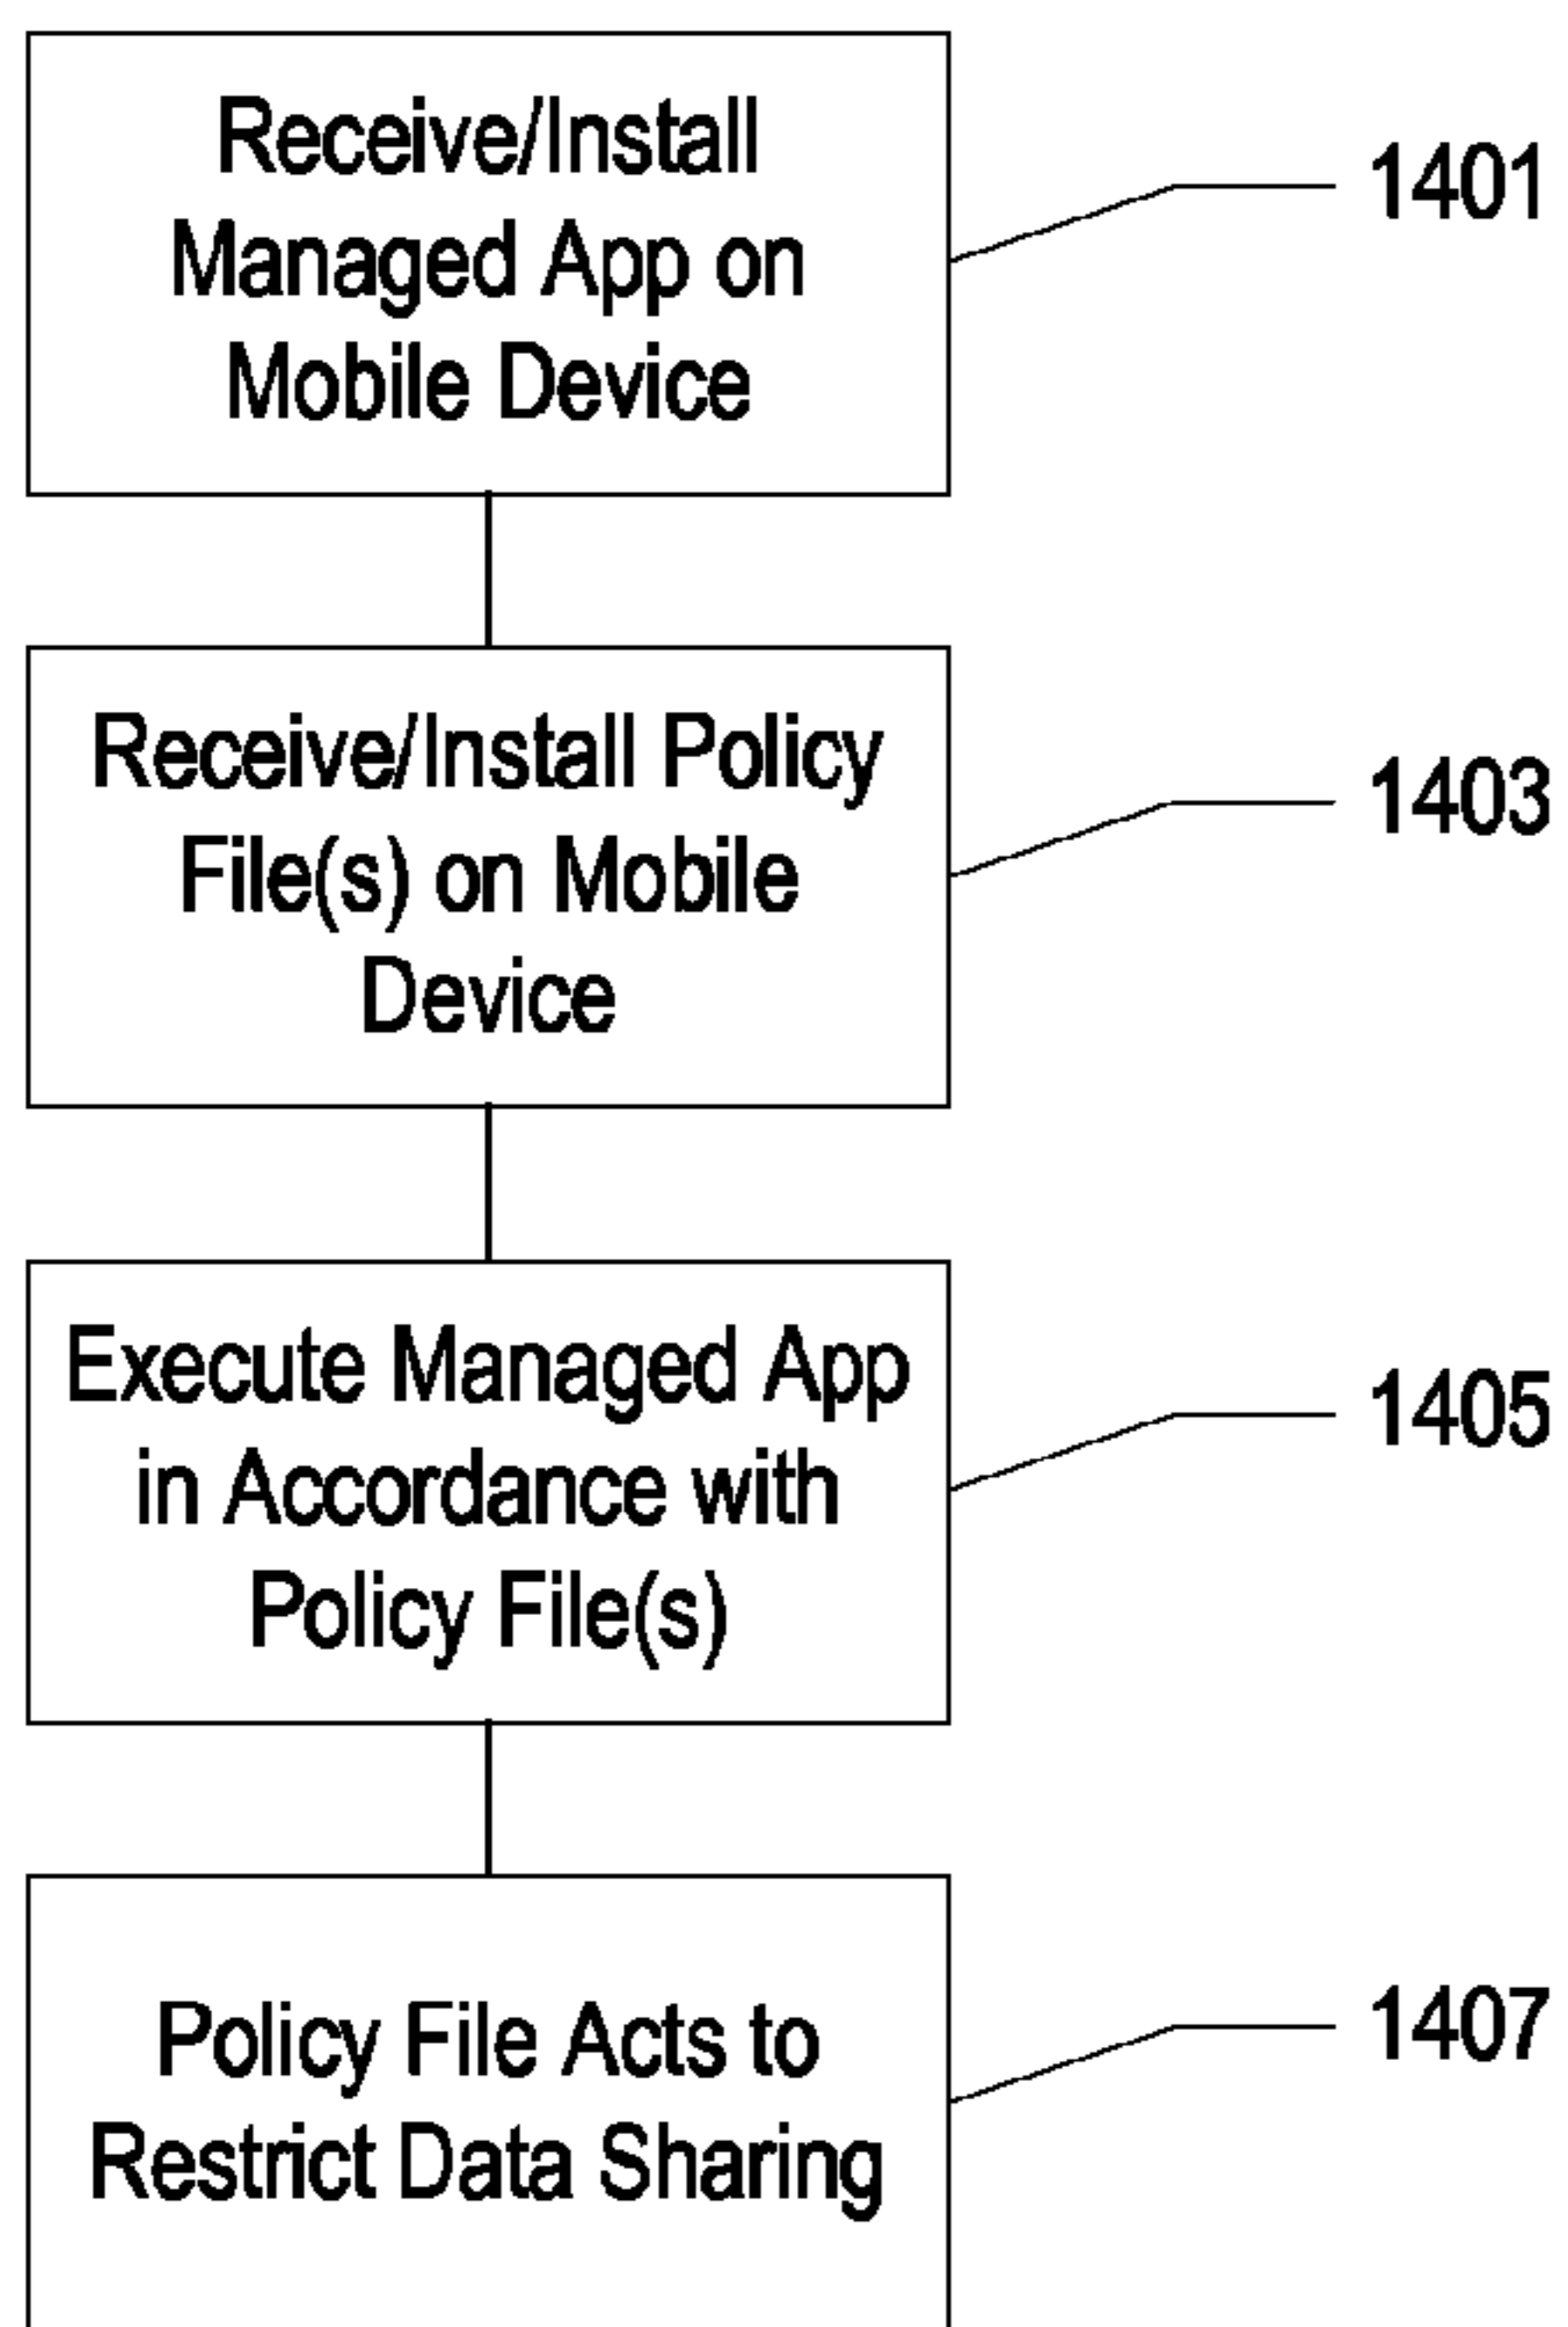 Receive/Install
Managed App on
Mobile Device
1401
Receive/Install Policy
File(s) on Mobile
Device
1403
Execute Managed App
in Accordance with
Policy File(s)
1405
Policy File Acts to
Restrict Data Sharing
1407